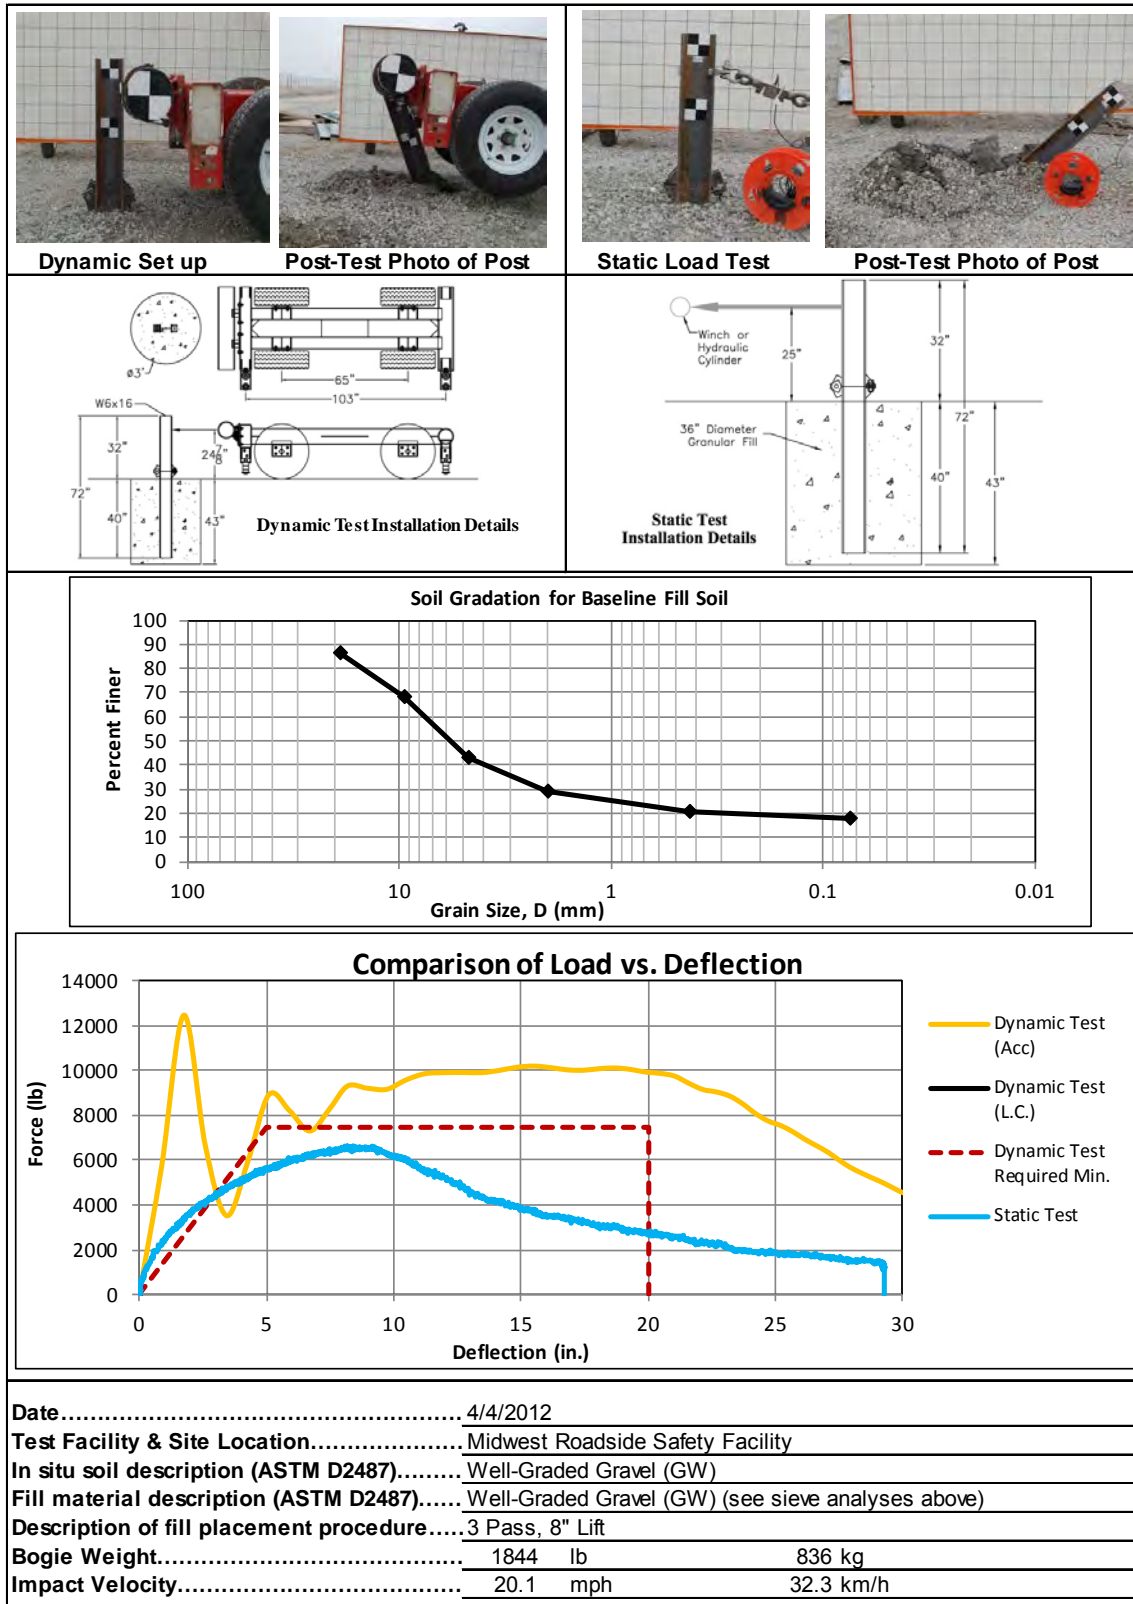 Dynamic Set up
Post-Test Photo of Post
Static Load Test
Post-Test Photo of Post
ø3'
65"
103"
W6x16
32"
24 7/8"
72"
40"
43"
Dynamic Test Installation Details
Winch or
Hydraulic
Cylinder
25"
32"
36" Diameter
Granular Fill
72"
40"
43"
Static Test
Installation Details
Soil Gradation for Baseline Fill Soil
Percent Finer
100
90
80
70
60
50
40
30
20
10
0
100
10
1
0.1
0.01
Grain Size, D (mm)
Comparison of Load vs. Deflection
Force (lb)
14000
12000
10000
8000
6000
4000
2000
0
0
5
10
15
20
25
30
Deflection (in.)
Dynamic Test
(Acc)
Dynamic Test
(L.C.)
Dynamic Test
Required Min.
Static Test
Date.................................................... 4/4/2012
Test Facility & Site Location.................... Midwest Roadside Safety Facility
In situ soil description (ASTM D2487)........ Well-Graded Gravel (GW)
Fill material description (ASTM D2487)...... Well-Graded Gravel (GW) (see sieve analyses above)
Description of fill placement procedure..... 3 Pass, 8" Lift
Bogie Weight......................................... 1844 lb 836 kg
Impact Velocity...................................... 20.1 mph 32.3 km/h